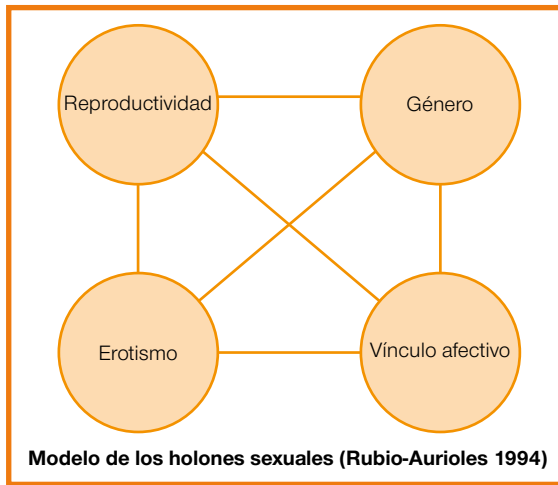 Reproductividad
Género
Erotismo
Vínculo afectivo
Modelo de los holones sexuales (Rubio-Aurioles 1994)